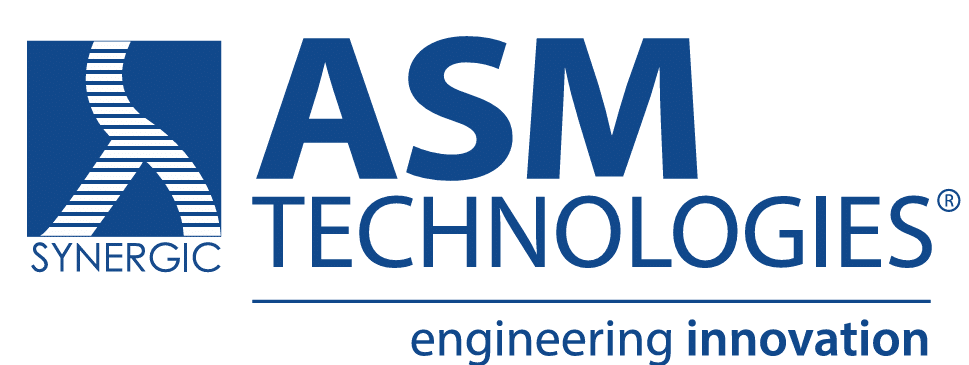 SYNERGIC
ASM
TECHNOLOGIES®
engineering innovation